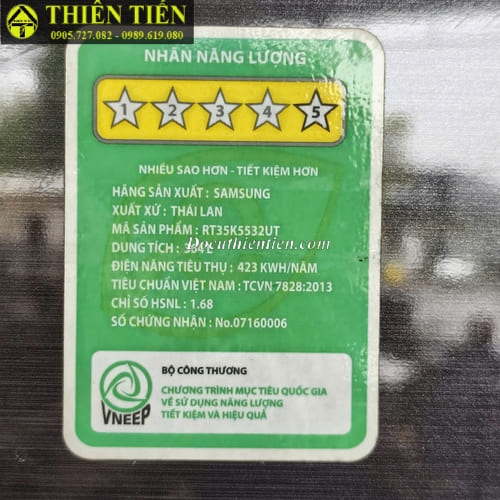 THIÊN TIẾN
0905.727.082 - 0989.619.080
NHÃN NĂNG LƯỢNG
1 2 3 4 5
NHIỀU SAO HƠN - TIẾT KIỆM HƠN
HÃNG SẢN XUẤT : SAMSUNG
XUẤT XỨ : THÁI LAN
MÃ SẢN PHẨM : RT35K5532UT
Docuthientien.com
DUNG TÍCH :
ĐIỆN NĂNG TIÊU THỤ : 423 KWH/NĂM
TIÊU CHUẨN VIỆT NAM : TCVN 7828:2013
CHỈ SỐ HSNL : 1.68
SỐ CHỨNG NHẬN : No.07160006
VNEEP
BỘ CÔNG THƯƠNG
CHƯƠNG TRÌNH MỤC TIÊU QUỐC GIA
VỀ SỬ DỤNG NĂNG LƯỢNG
TIẾT KIỆM VÀ HIỆU QUẢ